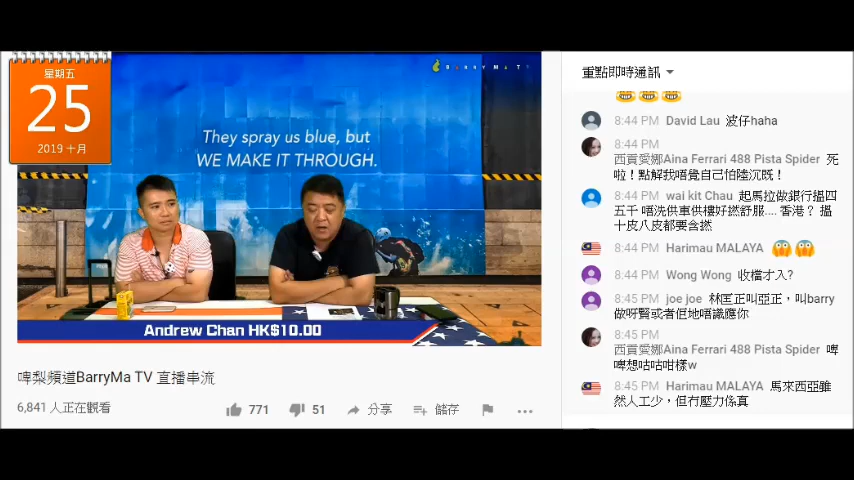 星期五
25
2019 十月
BARRY MA TV
They spray us blue, but
WE MAKE IT THROUGH.
Andrew Chan HK$10.00
啤梨頻道BarryMa TV 直播串流
6,841 人正在觀看
771
51
分享
儲存
重點即時通訊
8:44 PM David Lau 波仔haha
8:44 PM
西貢愛娜Aina Ferrari 488 Pista Spider 死
啦！點解我唔覺自己怕陸沉既！
8:44 PM wai kit Chau 起馬拉做銀行搵四
五千 唔洗供車供樓好撚舒服.... 香港？ 搵
十皮八皮都要含撚
8:44 PM Harimau MALAYA
8:44 PM Wong Wong 收檔才入?
8:45 PM joe joe 林匡正叫亞正，叫barry
做呀賢或者佢地唔識應你
8:45 PM
西貢愛娜Aina Ferrari 488 Pista Spider 啤
啤想咕咕咁樣w
8:45 PM Harimau MALAYA 馬來西亞雖
然人工少，但冇壓力係真